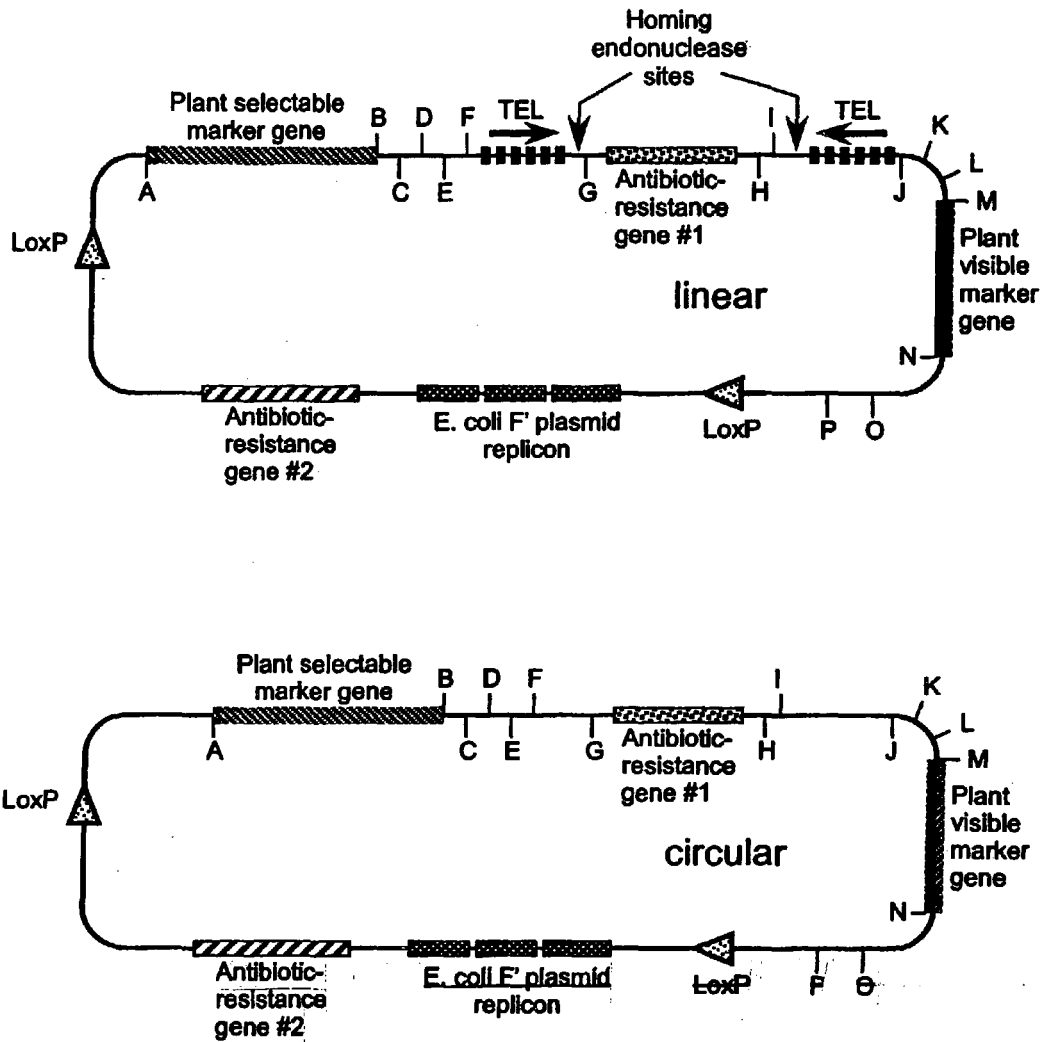 Homing
endonuclease
sites
Plant selectable
marker gene
B D F
TEL
I
TEL
K
L
M
A
C
E
G
Antibiotic-
resistance
gene #1
H
J
LoxP
linear
Plant
visible
marker
gene
N
Antibiotic-
resistance
gene #2
E. coli F' plasmid
replicon
LoxP
P
O
Plant selectable
marker gene
B D F
I
K
L
M
A
C
E
G
Antibiotic-
resistance
gene #1
H
J
LoxP
circular
Plant
visible
marker
gene
N
Antibiotic-
resistance
gene #2
E. coli F' plasmid
replicon
LoxP
P
O